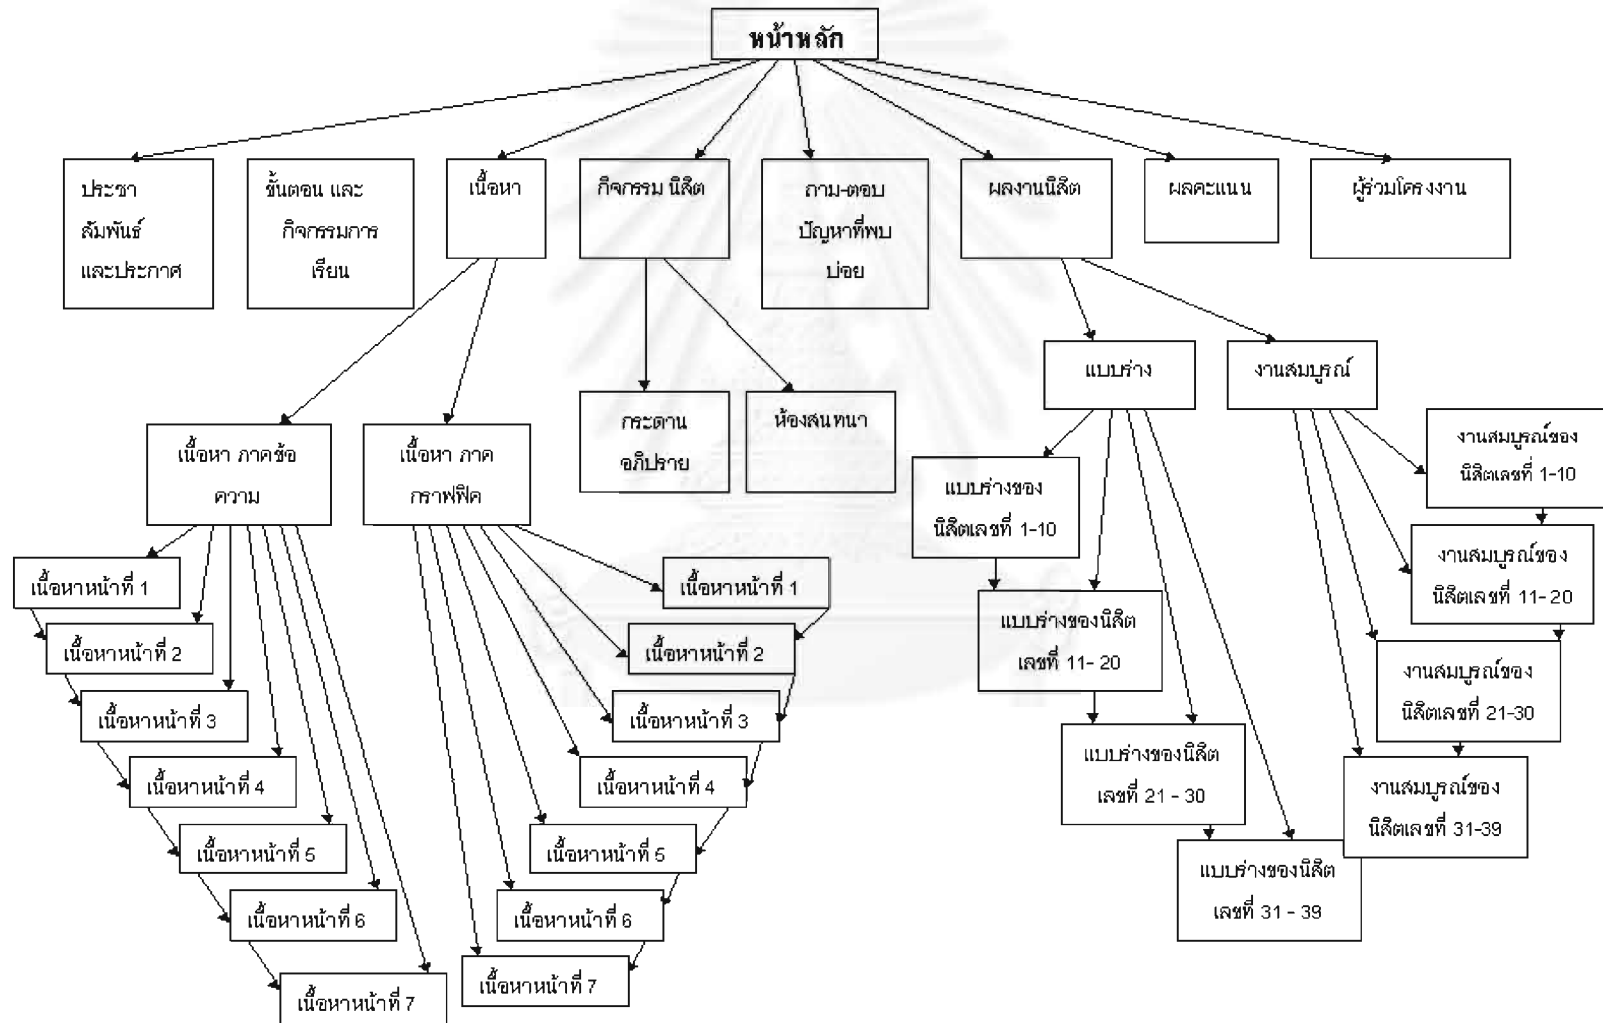 หน้าหลัก
ประชา
สัมพันธ์
และประกาศ
ขั้นตอน และ
กิจกรรมการ
เรียน
เนื้อหา
กิจกรรม นิสิต
ถาม-ตอบ
ปัญหาที่พบ
บ่อย
ผลงานนิสิต
ผลคะแนน
ผู้ร่วมโครงงาน
แบบร่าง
งานสมบูรณ์
กระดาน
อภิปราย
ห้องสนทนา
เนื้อหา ภาคข้อ
ความ
เนื้อหา ภาค
กราฟฟิค
เนื้อหาหน้าที่ 1
เนื้อหาหน้าที่ 2
เนื้อหาหน้าที่ 3
เนื้อหาหน้าที่ 4
เนื้อหาหน้าที่ 5
เนื้อหาหน้าที่ 6
เนื้อหาหน้าที่ 7
เนื้อหาหน้าที่ 1
เนื้อหาหน้าที่ 2
เนื้อหาหน้าที่ 3
เนื้อหาหน้าที่ 4
เนื้อหาหน้าที่ 5
เนื้อหาหน้าที่ 6
เนื้อหาหน้าที่ 7
แบบร่างของ
นิสิตเลขที่ 1-10
แบบร่างของนิสิต
เลขที่ 11- 20
แบบร่างของนิสิต
เลขที่ 21 - 30
แบบร่างของนิสิต
เลขที่ 31 - 39
งานสมบูรณ์ของ
นิสิตเลขที่ 1-10
งานสมบูรณ์ของ
นิสิตเลขที่ 11- 20
งานสมบูรณ์ของ
นิสิตเลขที่ 21-30
งานสมบูรณ์ของ
นิสิตเลขที่ 31-39